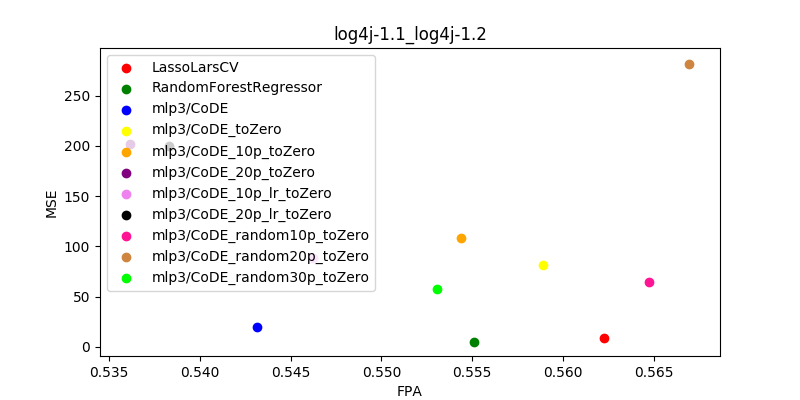 log4j-1.1_log4j-1.2
LassoLarsCV
RandomForestRegressor
mlp3/CoDE
mlp3/CoDE_toZero
mlp3/CoDE_10p_toZero
mlp3/CoDE_20p_toZero
mlp3/CoDE_10p_lr_toZero
mlp3/CoDE_20p_lr_toZero
mlp3/CoDE_random10p_toZero
mlp3/CoDE_random20p_toZero
mlp3/CoDE_random30p_toZero
MSE
250
200
150
100
50
0
0.535 0.540 0.545 0.550 0.555 0.560 0.565
FPA